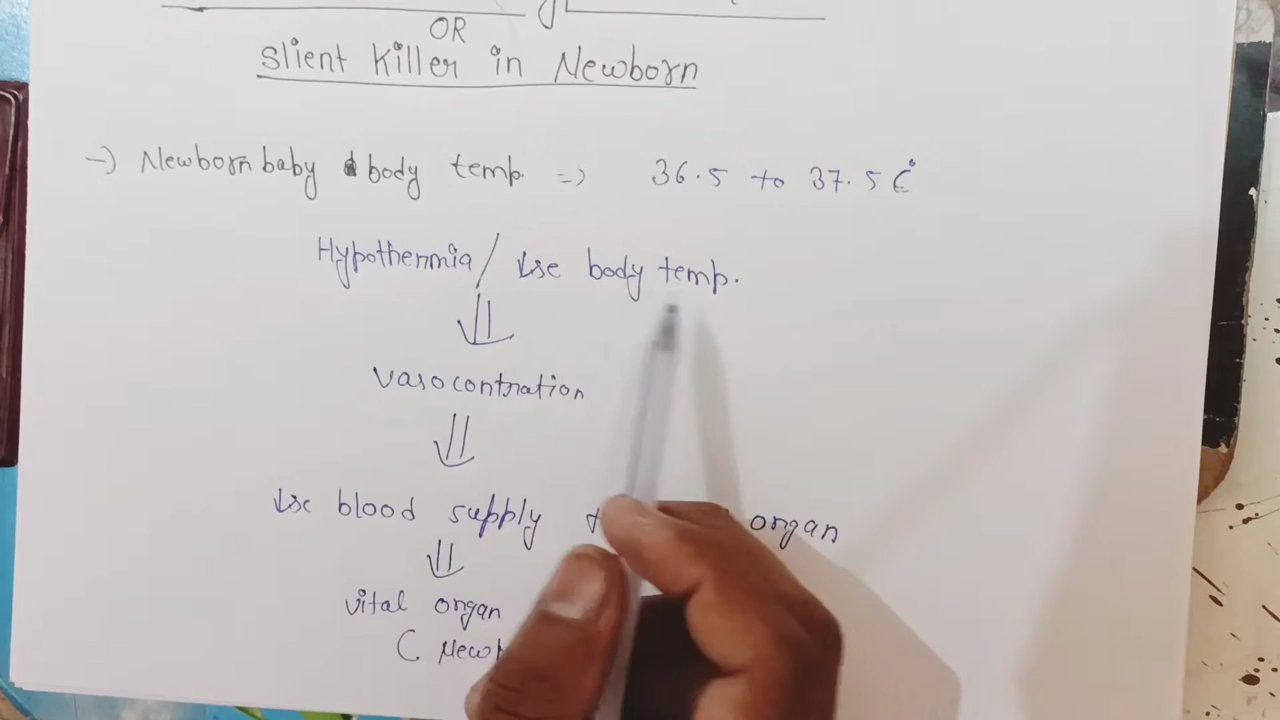 OR
Slient Killer in Newborn
-) Newborn baby body temp. => 36.5 to 37.5 C°
Hypothermia / ↓se body temp.
vasocontration
↓se blood supply organ
vital organ
( Newb